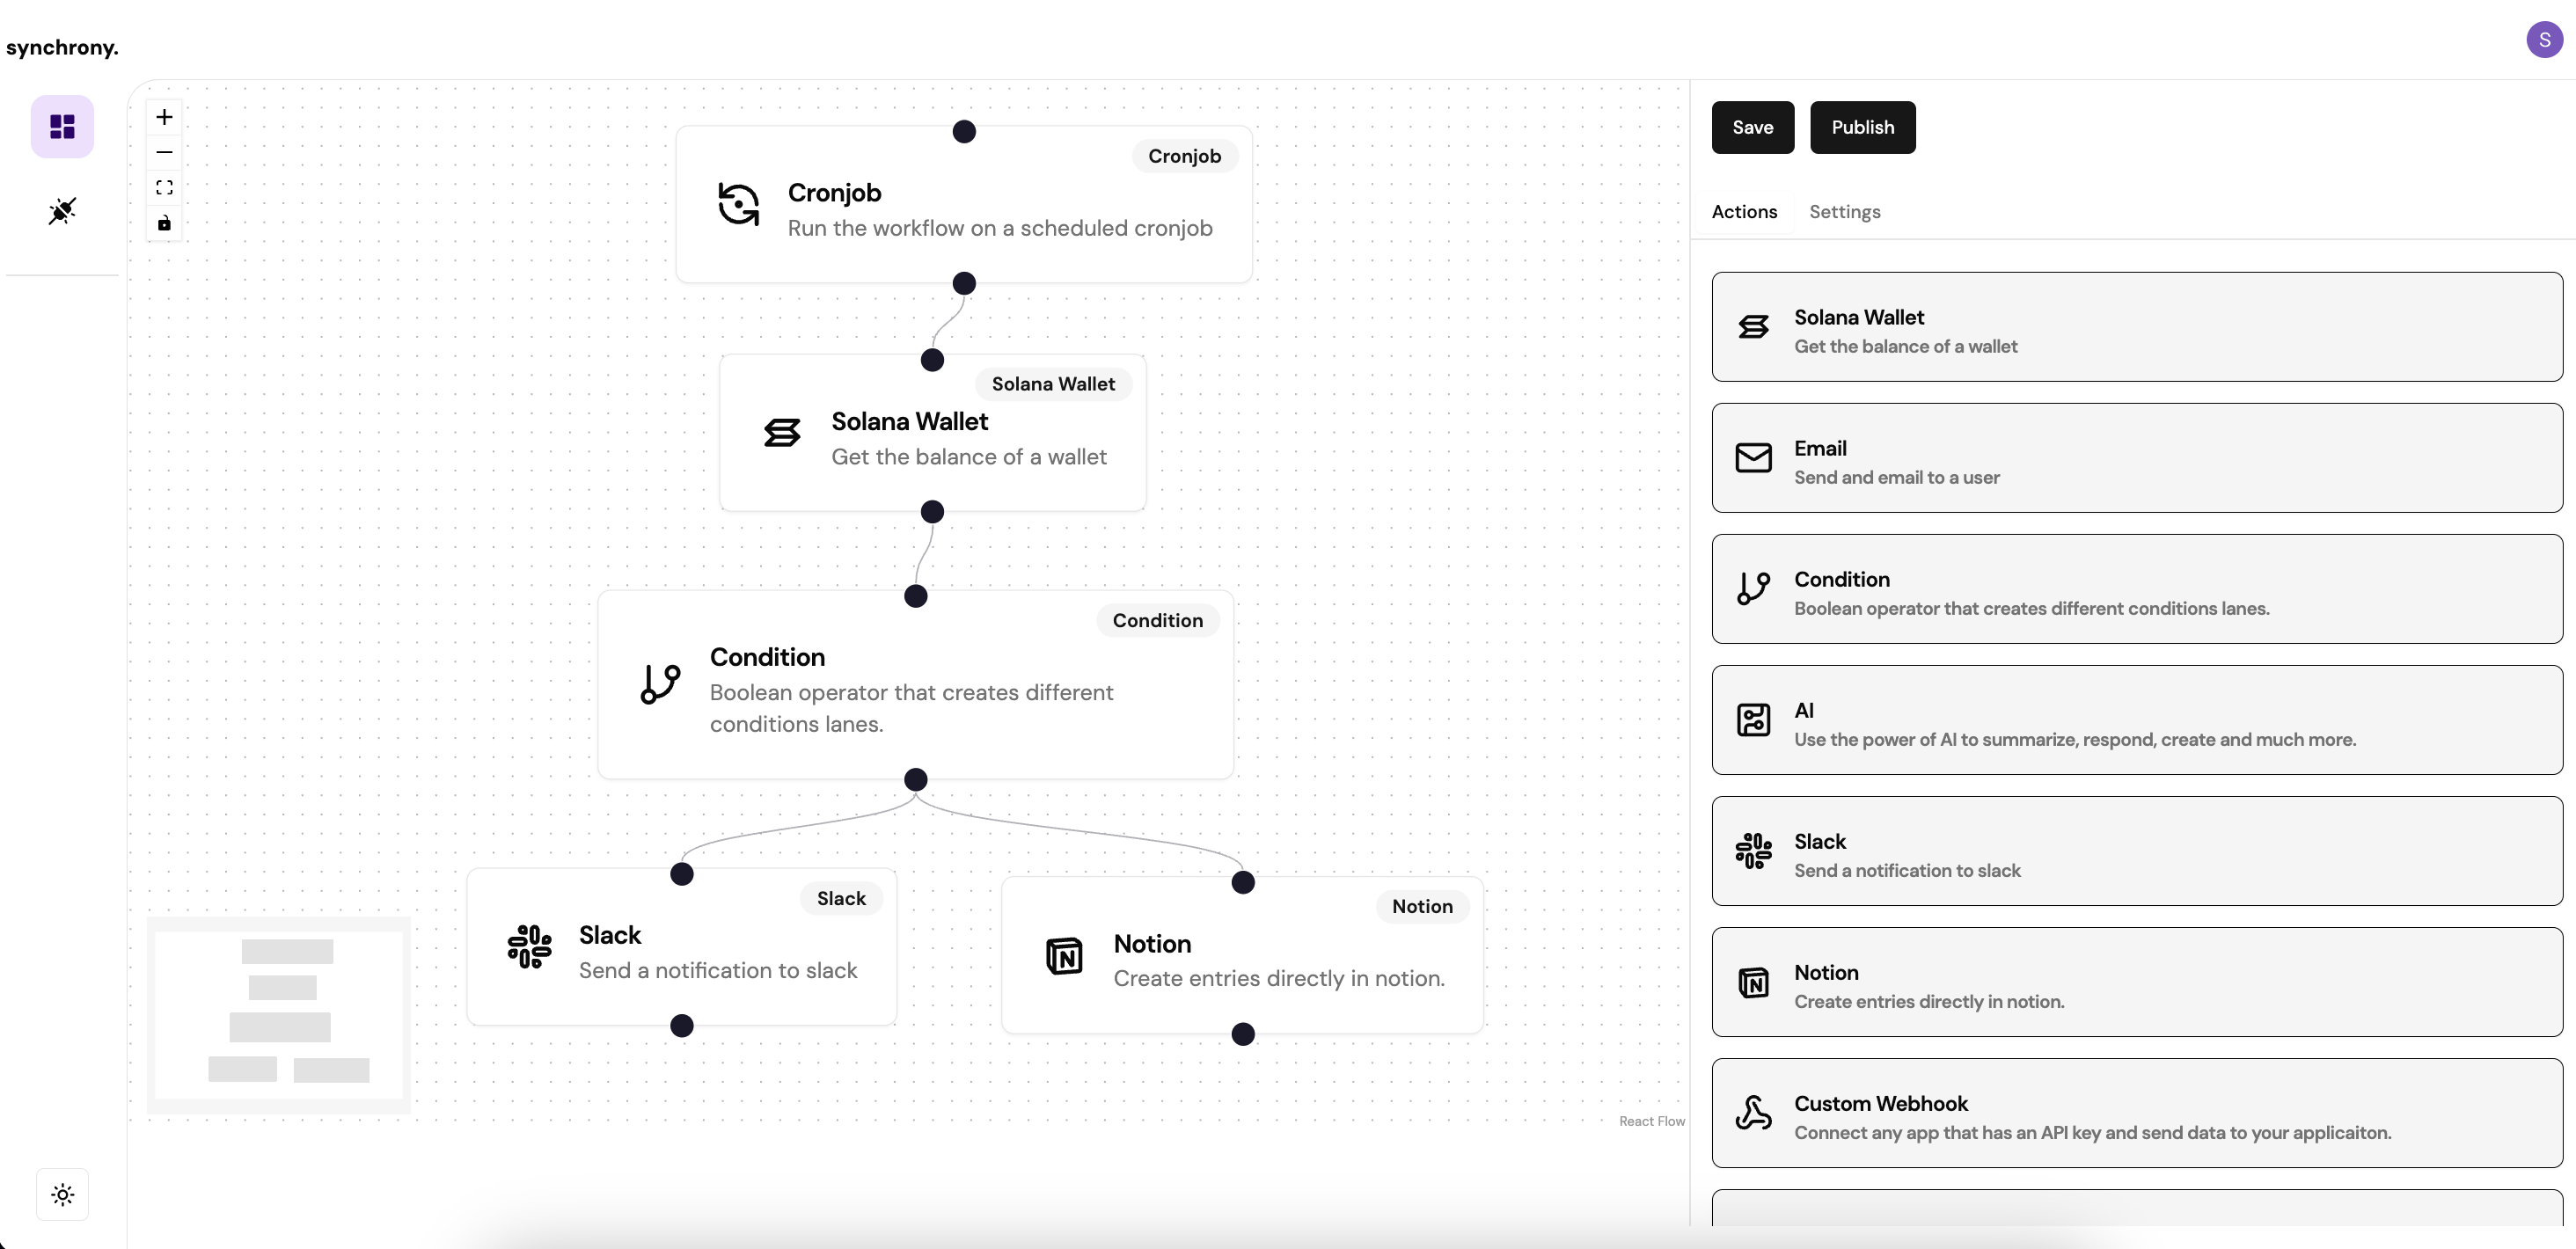 synchrony.
S
Cronjob
Cronjob
Run the workflow on a scheduled cronjob
Solana Wallet
Solana Wallet
Get the balance of a wallet
Condition
Condition
Boolean operator that creates different
conditions lanes.
Slack
Slack
Send a notification to slack
Notion
Notion
Create entries directly in notion.
React Flow
Save
Publish
Actions
Settings
Solana Wallet
Get the balance of a wallet
Email
Send and email to a user
Condition
Boolean operator that creates different conditions lanes.
AI
Use the power of AI to summarize, respond, create and much more.
Slack
Send a notification to slack
Notion
Create entries directly in notion.
Custom Webhook
Connect any app that has an API key and send data to your applicaiton.